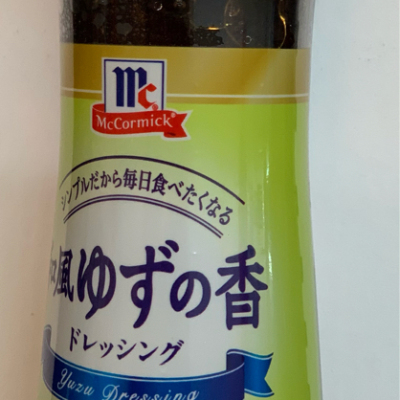 Mc
McCormick®
シンプルだから毎日食べたくなる
和風ゆずの香
ドレッシング
Yuzu Dressing